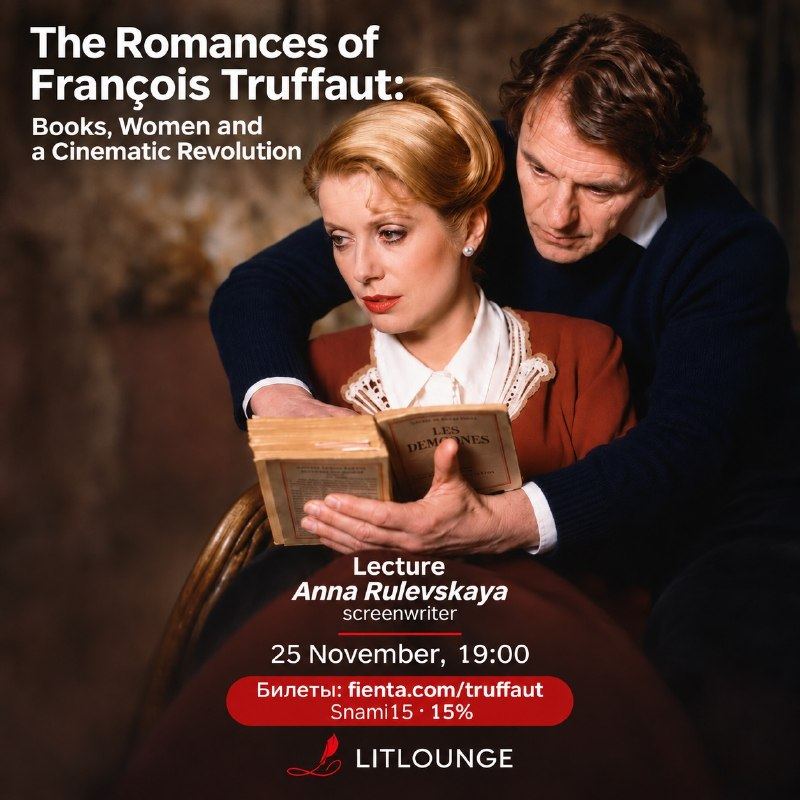 The Romances of
François Truffaut:
Books, Women and
a Cinematic Revolution
LES
Lecture
Anna Rulevskaya
screenwriter
25 November, 19:00
Билеты: fienta.com/truffaut
Snami15 · 15%
LITLOUNGE